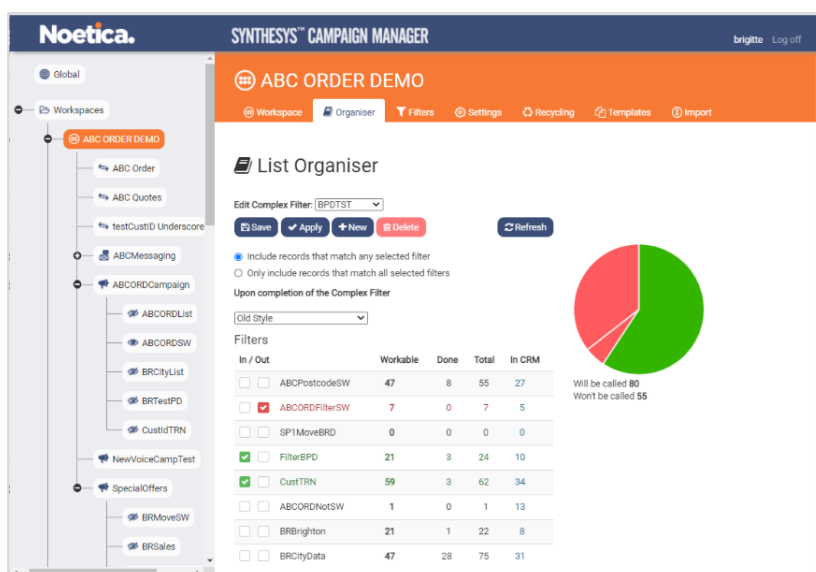 Noetica.
SYNTHESYS™ CAMPAIGN MANAGER
brigitte Log off
Global
Workspaces
ABC ORDER DEMO
ABC Order
ABC Quotes
testCustID Underscore
ABCMessaging
ABCORDCampaign
ABCORDList
ABCORDSW
BRCityList
BRTestPD
CustIdTRN
NewVoiceCampTest
SpecialOffers
BRMoveSW
BRSales
ABC ORDER DEMO
Workspace Organiser Filters Settings Recycling Templates Import
List Organiser
Edit Complex Filter: BPDTST
Save Apply New Delete Refresh
Include records that match any selected filter
Only include records that match all selected filters
Upon completion of the Complex Filter
Old Style
Filters
In / Out Workable Done Total In CRM
ABCPostcodeSW 47 8 55 27
ABCORDFilterSW 7 0 7 5
SP1MoveBRD 0 0 0 0
FilterBPD 21 3 24 10
CustTRN 59 3 62 34
ABCORDNotSW 1 0 1 13
BRBrighton 21 1 22 8
BRCityData 47 28 75 31
Will be called 80
Won't be called 55